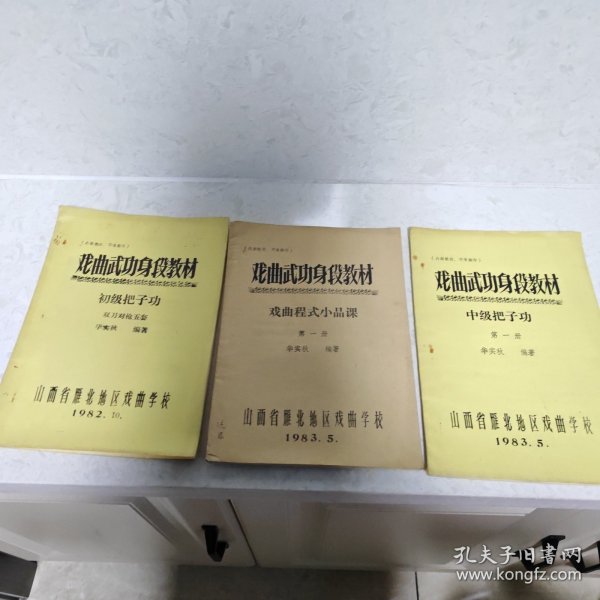 戏曲武功身段教材
初级把子功
双刀对枪五套
华实秋 编著
山西省雁北地区戏曲学校
1982.10.
戏曲武功身段教材
戏曲程式小品课
第一册
华实秋 编著
山西省雁北地区戏曲学校
1983.5.
戏曲武功身段教材
中级把子功
第一册
华实秋 编著
山西省雁北地区戏曲学校
1983.5.
孔夫子旧书网
www.kongfz.com